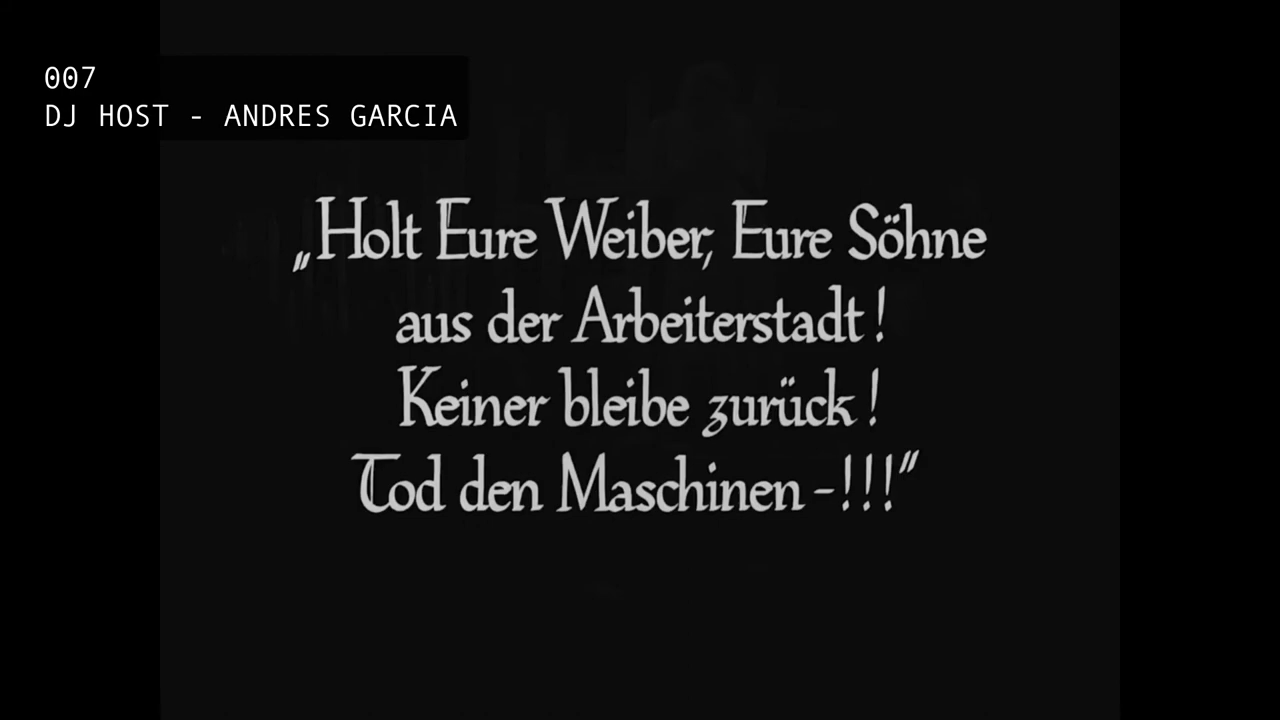 007
DJ HOST - ANDRES GARCIA
„Holt Eure Weiber, Eure Söhne
aus der Arbeiterstadt!
Keiner bleibe zurück!
Tod den Maschinen-!!!"